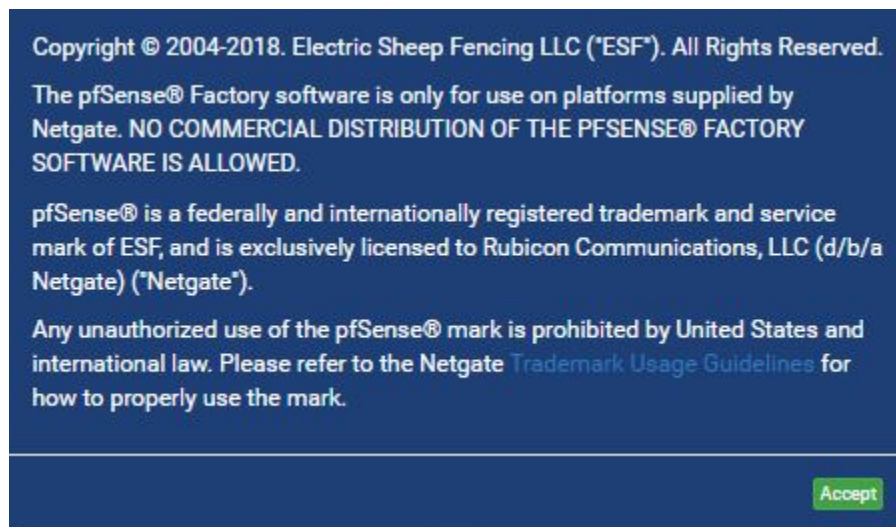 Copyright © 2004-2018. Electric Sheep Fencing LLC ("ESF"). All Rights Reserved.
The pfSense® Factory software is only for use on platforms supplied by
Netgate. NO COMMERCIAL DISTRIBUTION OF THE PFSENSE® FACTORY
SOFTWARE IS ALLOWED.
pfSense® is a federally and internationally registered trademark and service
mark of ESF, and is exclusively licensed to Rubicon Communications, LLC (d/b/a
Netgate) ("Netgate").
Any unauthorized use of the pfSense® mark is prohibited by United States and
international law. Please refer to the Netgate Trademark Usage Guidelines for
how to properly use the mark.
Accept